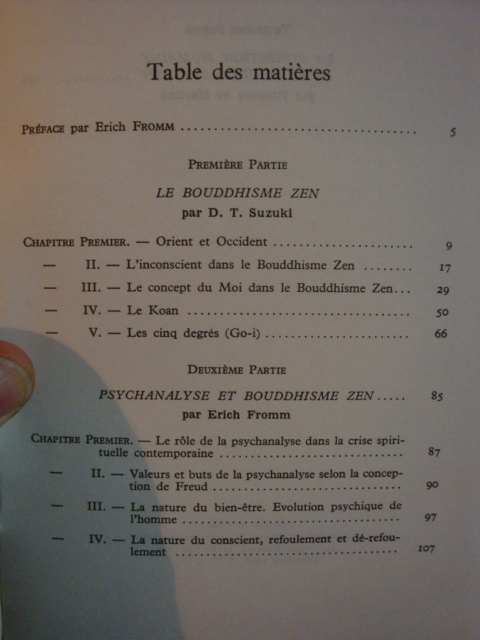 Table des matières
PRÉFACE par Erich FROMM .................................. 5
PREMIÈRE PARTIE
LE BOUDDHISME ZEN
par D. T. Suzuki
CHAPITRE PREMIER. — Orient et Occident ...................... 9
— II. — L'inconscient dans le Bouddhisme Zen ........ 17
— III. — Le concept du Moi dans le Bouddhisme Zen... 29
— IV. — Le Koan ................................... 50
— V. — Les cinq degrés (Go-i) ....................... 66
DEUXIÈME PARTIE
PSYCHANALYSE ET BOUDDHISME ZEN ..... 85
par Erich Fromm
CHAPITRE PREMIER. — Le rôle de la psychanalyse dans la crise spiri-
tuelle contemporaine ............................. 87
— II. — Valeurs et buts de la psychanalyse selon la concep-
tion de Freud .............................. 90
— III. — La nature du bien-être. Evolution psychique de
l'homme ................................... 97
— IV. — La nature du conscient, refoulement et dé-refou-
lement .................................. 107